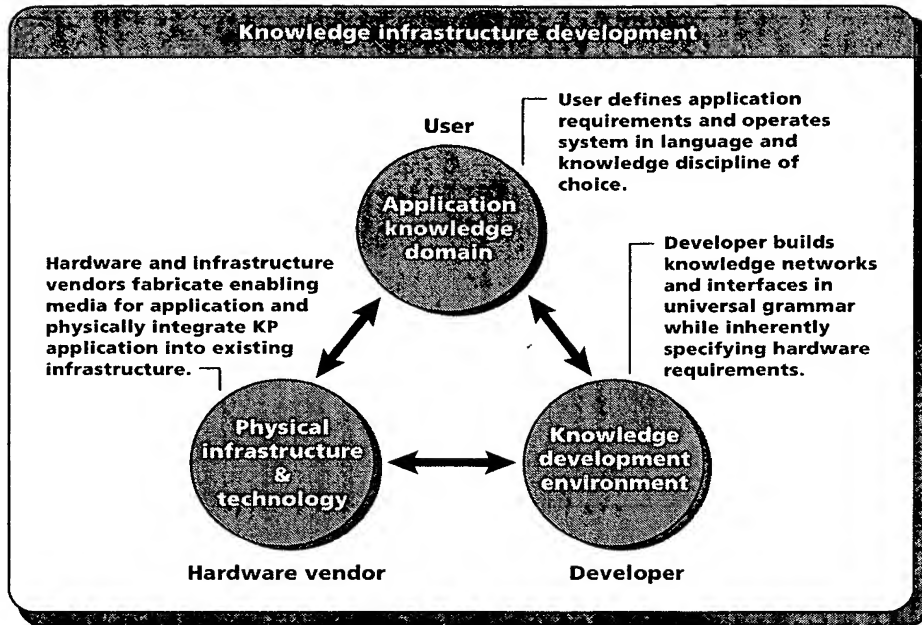 Knowledge infrastructure development
User
User defines application
requirements and operates
system in language and
knowledge discipline of
choice.
Application
knowledge
domain
Hardware and infrastructure
vendors fabricate enabling
media for application and
physically integrate KP
application into existing
infrastructure.
Developer builds
knowledge networks
and interfaces in
universal grammar
while inherently
specifying hardware
requirements.
Physical
infrastructure
&
technology
Knowledge
development
environment
Hardware vendor
Developer